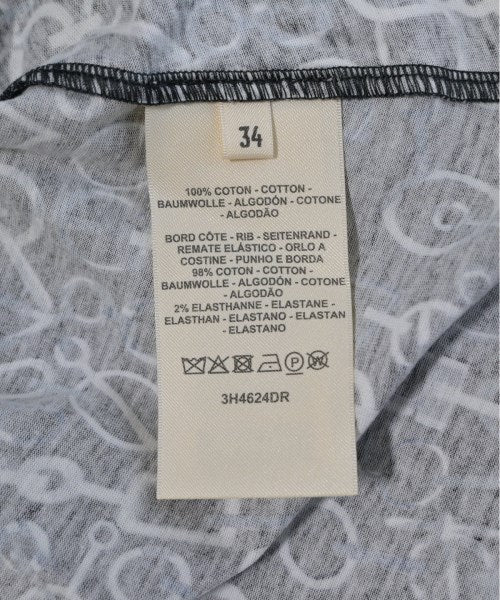 34
100% COTON - COTTON -
BAUMWOLLE - ALGODÓN - COTONE
- ALGODÃO
BORD CÔTE - RIB - SEITENRAND -
REMATE ELÁSTICO - ORLO A
COSTINE - PUNHO E BORDA
98% COTON - COTTON -
BAUMWOLLE - ALGODÓN - COTONE
- ALGODÃO
2% ELASTHANNE - ELASTANE -
ELASTHAN - ELASTANO - ELASTAN
- ELASTANO
P W
3H4624DR